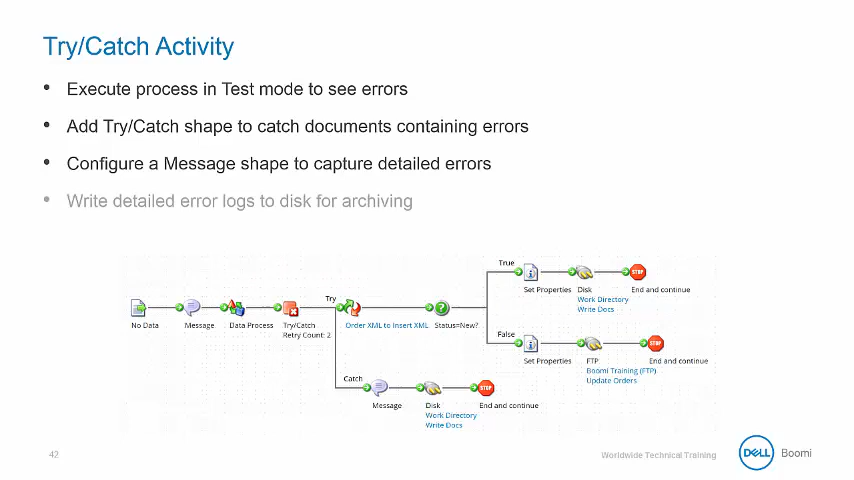 Try/Catch Activity
• Execute process in Test mode to see errors
• Add Try/Catch shape to catch documents containing errors
• Configure a Message shape to capture detailed errors
• Write detailed error logs to disk for archiving
True
STOP
Set Properties
Disk
End and continue
Work Directory
Write Docs
Try
No Data
Message
Data Process
Try/Catch
Retry Count: 2
Order XML to Insert XML
Status=New?
False
STOP
Set Properties
FTP
End and continue
Boomi Training (FTP)
Update Orders
Catch
STOP
Message
Disk
End and continue
Work Directory
Write Docs
42
Worldwide Technical Training
DELL
Boomi